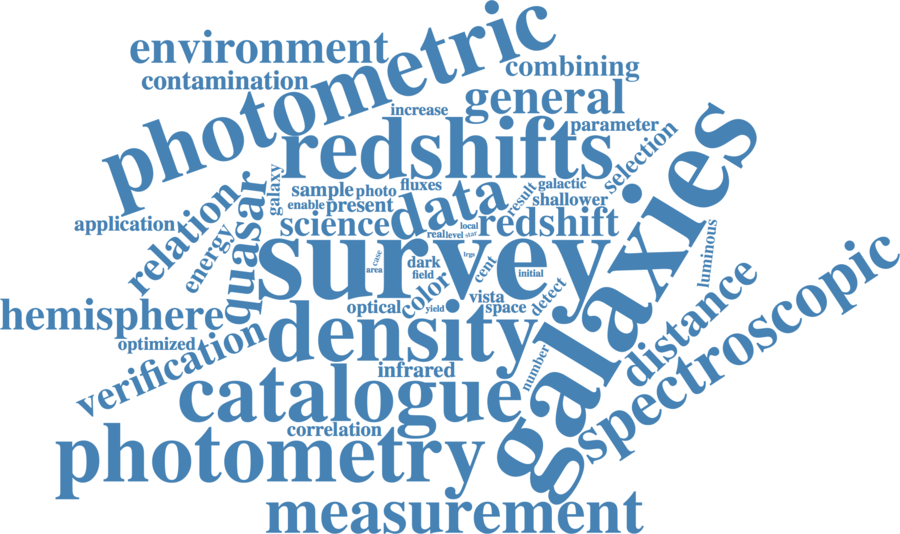 environment
photometric
contamination
combining
general
increase
redshifts
parameter
selection
galaxies
galaxy
sample
photo
fluxes
result
galactic
shallower
enable
present
data
relation
quasar
application
science
real
level
local
star
redshift
energy
survey
case
area
dark
field
lrgs
cent
initial
luminous
spectroscopic
color
vista
detect
optical
yield
space
hemisphere
density
distance
optimized
verification
infrared
number
catalogue
correlation
photometry
measurement